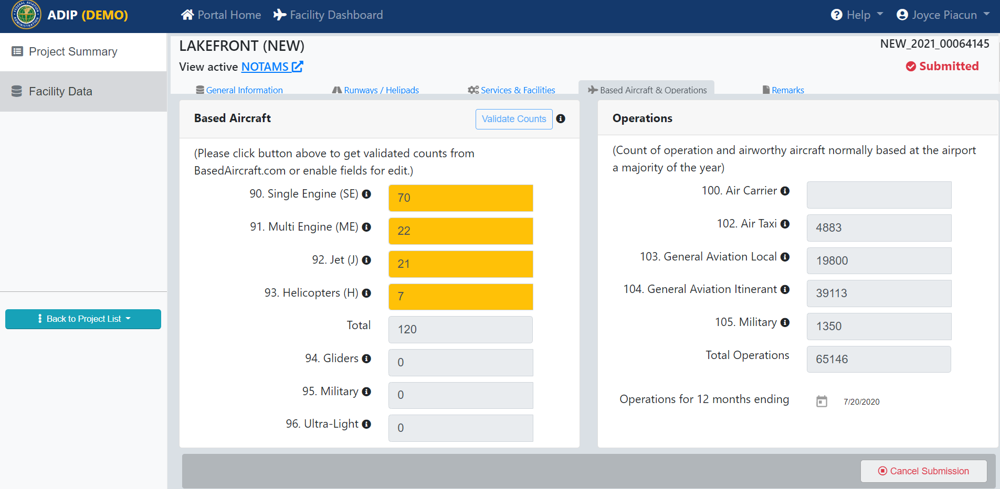 ADIP (DEMO)
Portal Home
Facility Dashboard
Help
Joyce Piacun
Project Summary
Facility Data
Back to Project List
LAKEFRONT (NEW)
NEW_2021_00064145
View active NOTAMS
Submitted
General Information
Runways / Helipads
Services & Facilities
Based Aircraft & Operations
Remarks
Based Aircraft
Validate Counts
(Please click button above to get validated counts from
BasedAircraft.com or enable fields for edit.)
90. Single Engine (SE) 70
91. Multi Engine (ME) 22
92. Jet (J) 21
93. Helicopters (H) 7
Total 120
94. Gliders 0
95. Military 0
96. Ultra-Light 0
Operations
(Count of operation and airworthy aircraft normally based at the airport
a majority of the year)
100. Air Carrier
102. Air Taxi 4883
103. General Aviation Local 19800
104. General Aviation Itinerant 39113
105. Military 1350
Total Operations 65146
Operations for 12 months ending 7/20/2020
Cancel Submission